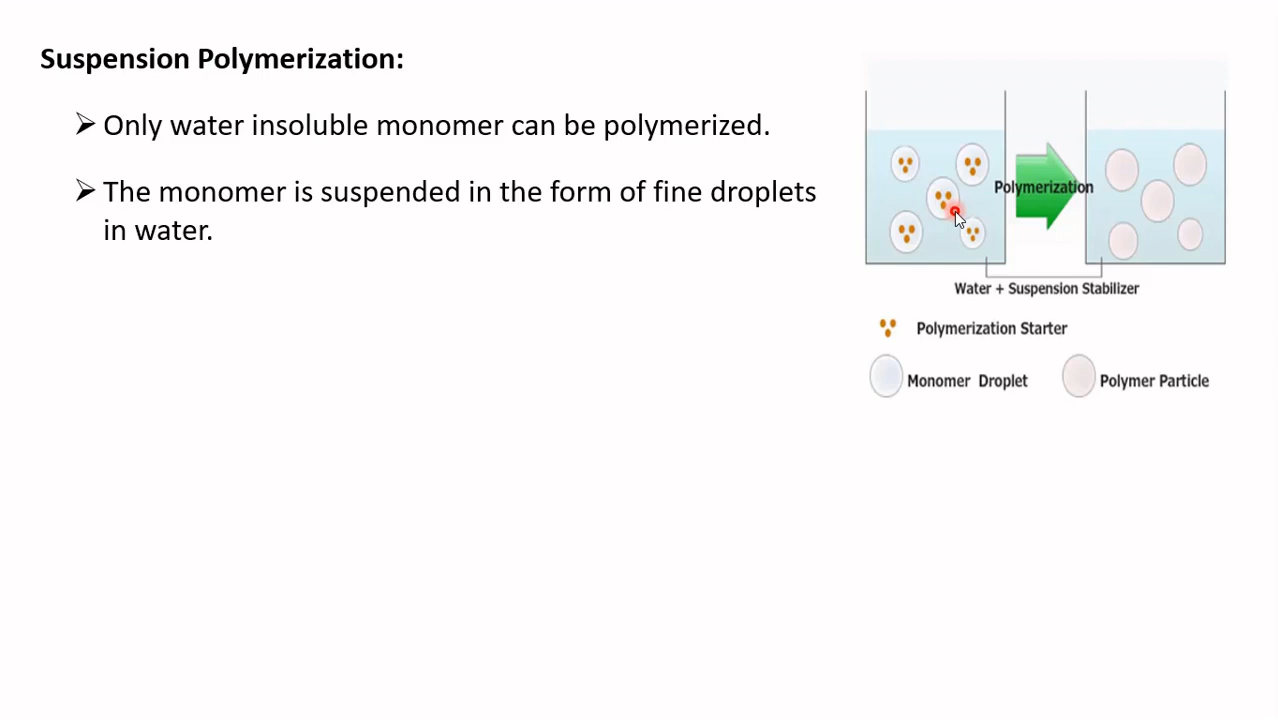 Suspension Polymerization:
➢ Only water insoluble monomer can be polymerized.
➢ The monomer is suspended in the form of fine droplets
in water.
Polymerization
Water + Suspension Stabilizer
Polymerization Starter
Monomer Droplet
Polymer Particle